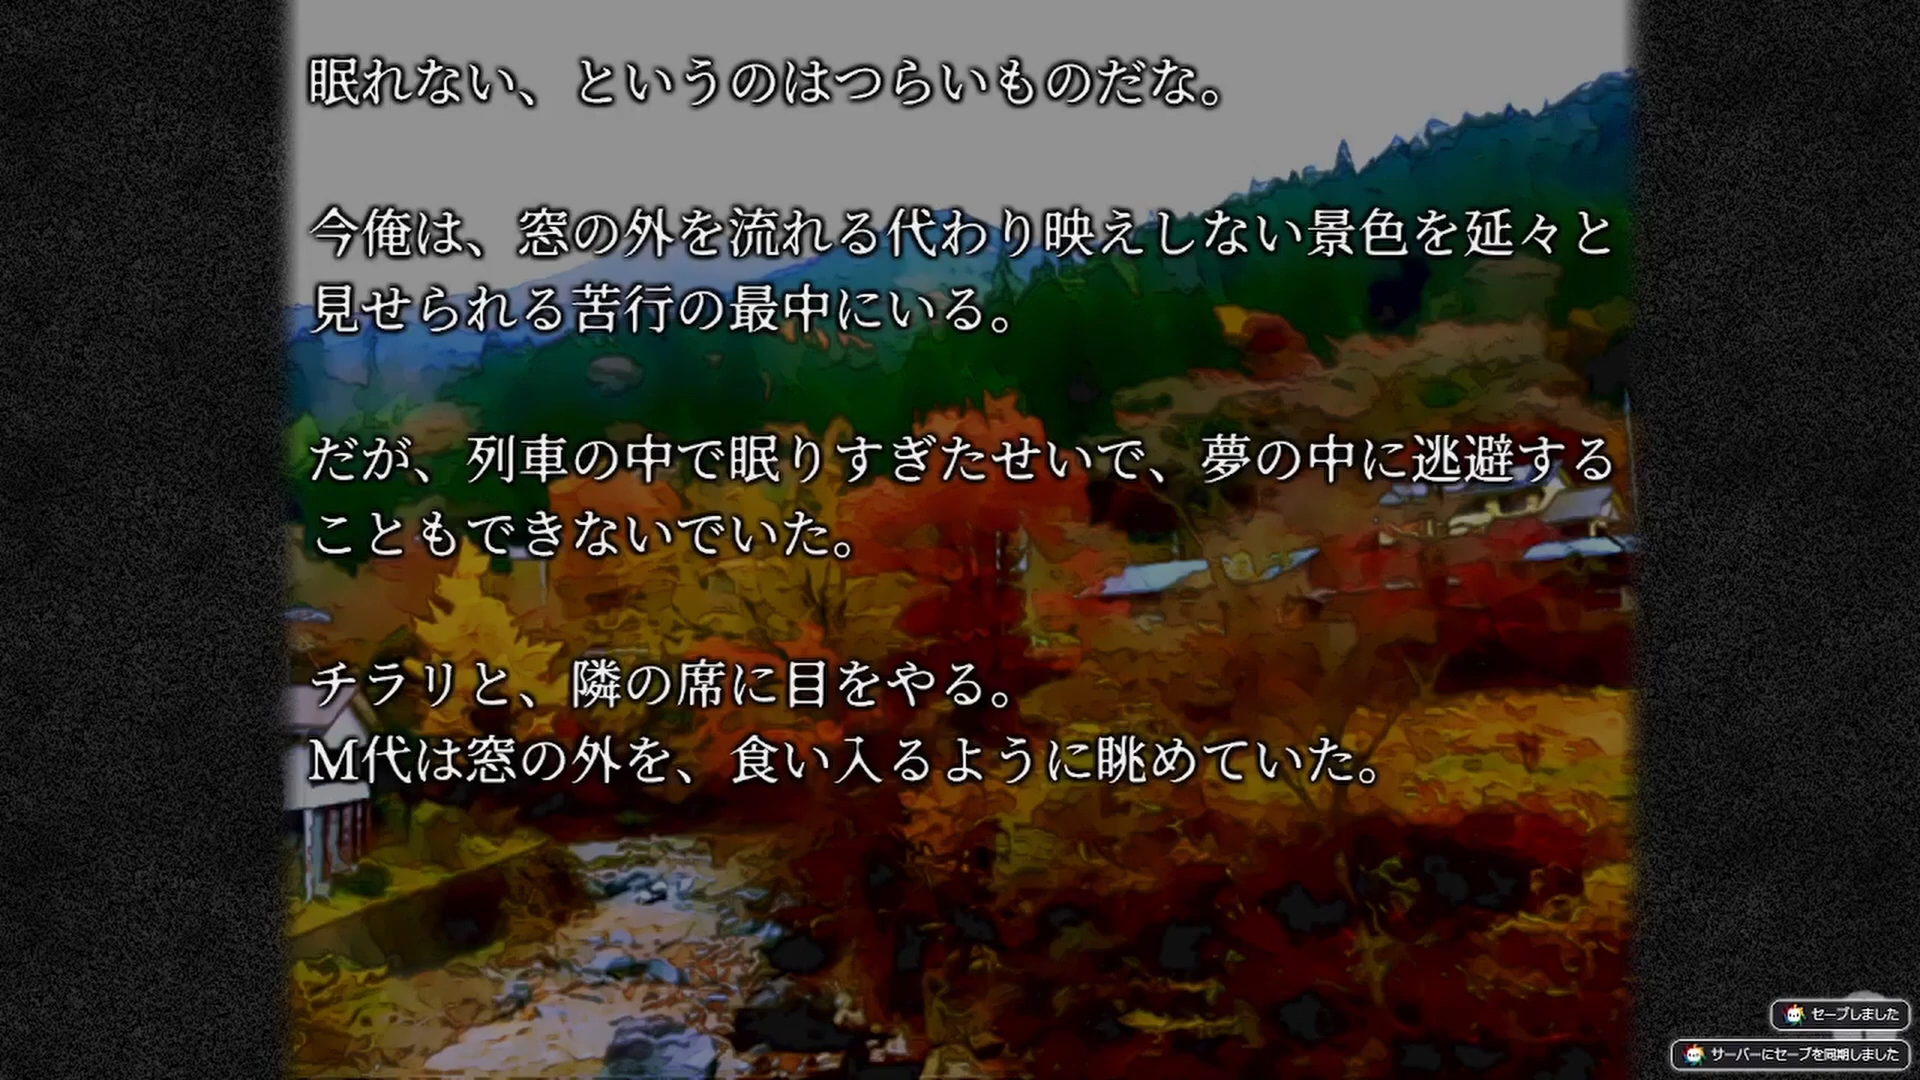 眠れない、というのはつらいものだな。
今俺は、窓の外を流れる代わり映えしない景色を延々と
見せられる苦行の最中にいる。
だが、列車の中で眠りすぎたせいで、夢の中に逃避する
こともできないでいた。
チラリと、隣の席に目をやる。
M代は窓の外を、食い入るように眺めていた。
セーブしました
サーバーにセーブを同期しました